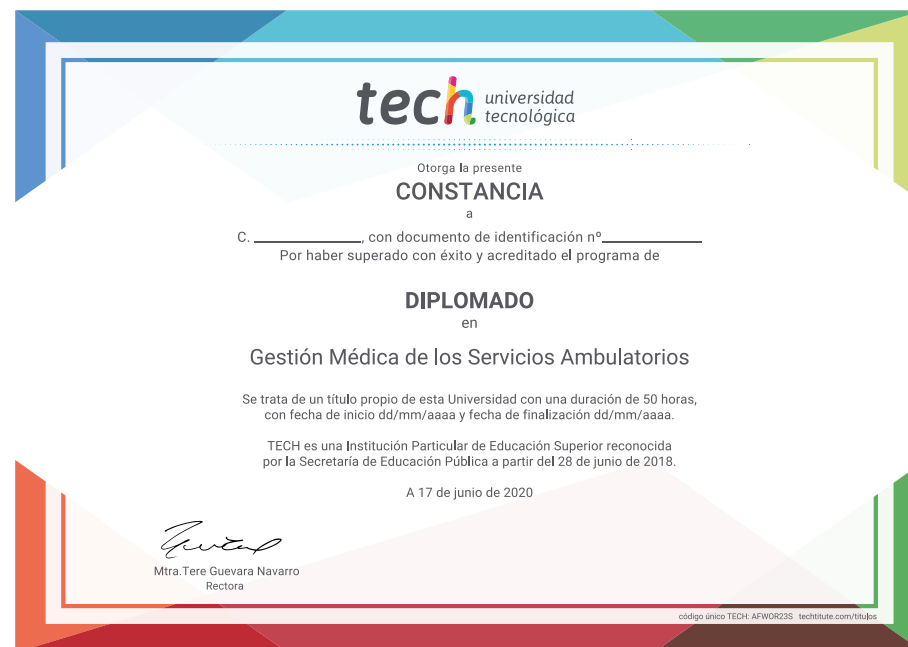 tech universidad
tecnológica
Otorga la presente
CONSTANCIA
a
C. ____________, con documento de identificación nº____________
Por haber superado con éxito y acreditado el programa de
DIPLOMADO
en
Gestión Médica de los Servicios Ambulatorios
Se trata de un título propio de esta Universidad con una duración de 50 horas,
con fecha de inicio dd/mm/aaaa y fecha de finalización dd/mm/aaaa.
TECH es una Institución Particular de Educación Superior reconocida
por la Secretaría de Educación Pública a partir del 28 de junio de 2018.
A 17 de junio de 2020
Mtra.Tere Guevara Navarro
Rectora
código único TECH: AFWOR23S techtitute.com/titulos